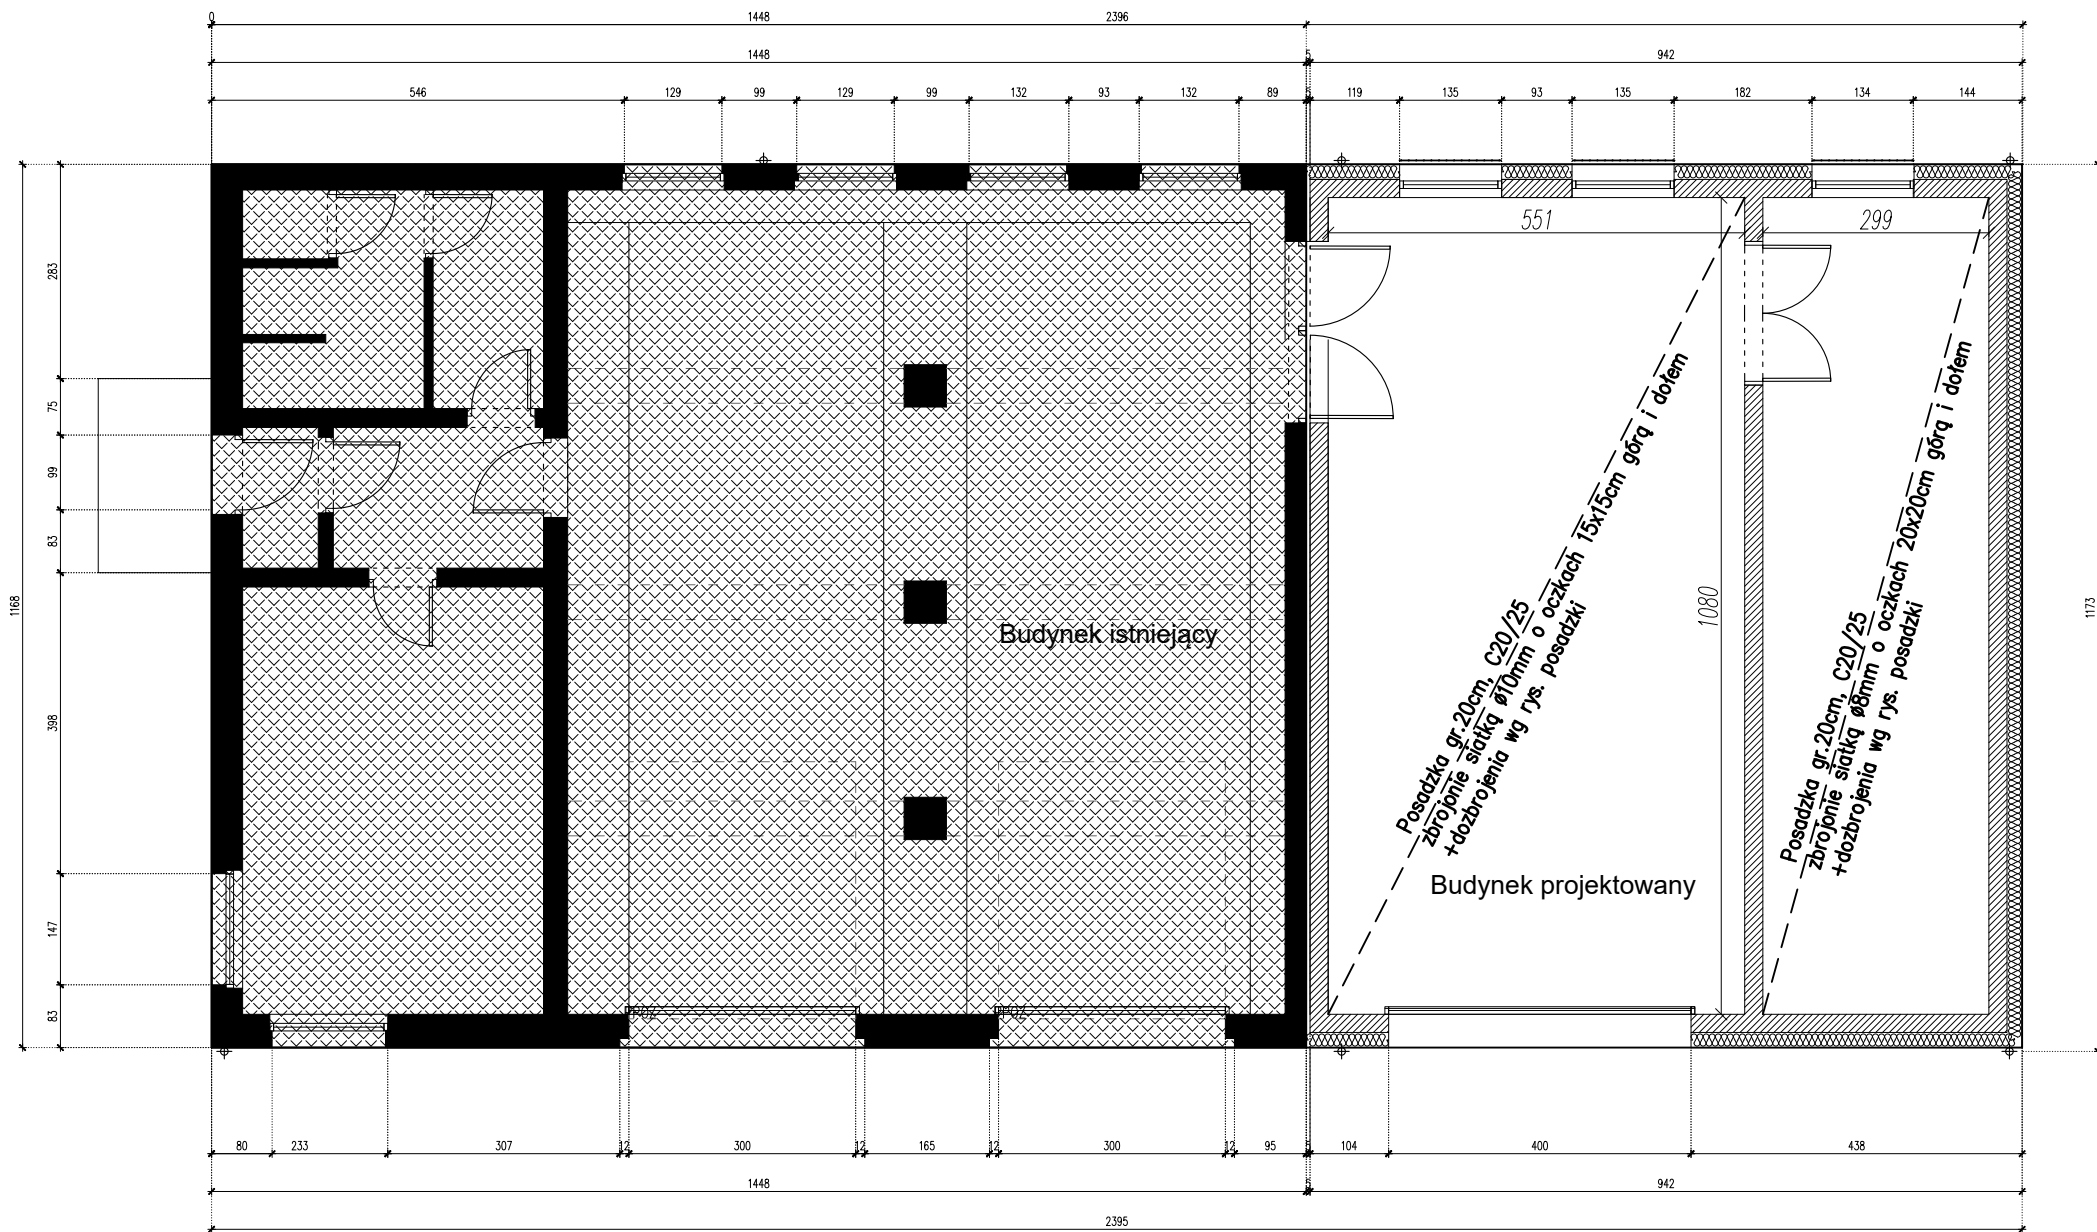 0 1448 2396
1448 5 942
546 129 99 129 99 132 93 132 89 5 119 135 93 135 182 134 144
551
299
283
75
99
83
398
147
83
1168
1080
1173
Budynek istniejący
Posadzka gr.20cm, C20/25
zbrojonie siatką ø10mm o oczkach 15x15cm górą i dołem
+dozbrojenia wg rys. posadzki
Posadzka gr.20cm, C20/25
zbrojonie siatką ø8mm o oczkach 20x20cm górą i dołem
+dozbrojenia wg rys. posadzki
Budynek projektowany
POZ
POZ
80 233 307 12 300 12 165 12 300 12 95 5 104 400 438
1448 5 942
2395